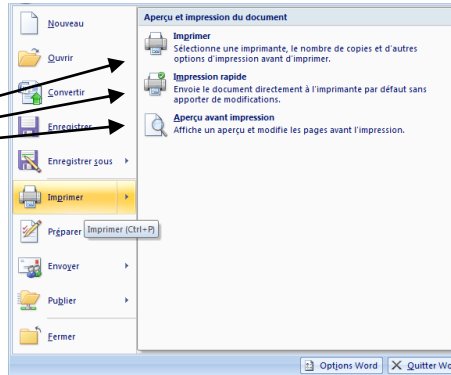 Nouveau
Ouvrir
Convertir
Enregistrer
Enregistrer sous
Imprimer
Préparer
Imprimer (Ctrl+P)
Envoyer
Publier
Fermer
Aperçu et impression du document
Imprimer
Sélectionne une imprimante, le nombre de copies et d'autres
options d'impression avant d'imprimer.
Impression rapide
Envoie le document directement à l'imprimante par défaut sans
apporter de modifications.
Aperçu avant impression
Affiche un aperçu et modifie les pages avant l'impression.
Options Word
Quitter Wo